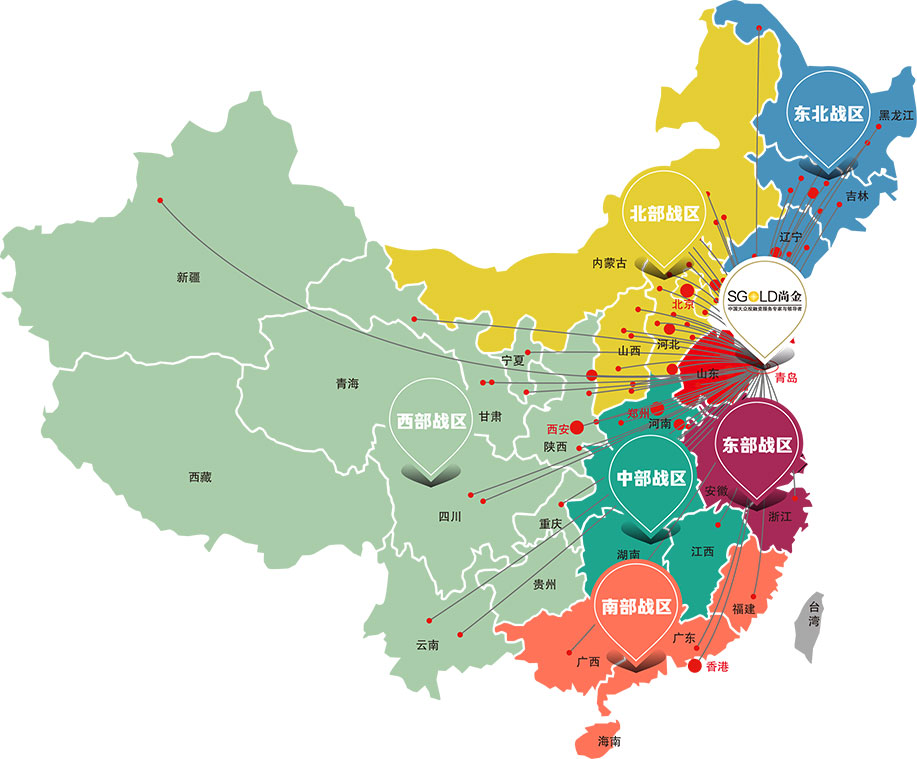 东北战区
黑龙江
吉林
北部战区
辽宁
内蒙古
新疆
SGOLD尚金
中国大众投融资服务专家与领导者
北京
河北
山西
宁夏
山东
青岛
青海
郑州
甘肃
西部战区
西安
河南
陕西
东部战区
中部战区
西藏
安徽
四川
浙江
重庆
江西
湖南
贵州
南部战区
福建
台湾
云南
广东
广西
香港
海南